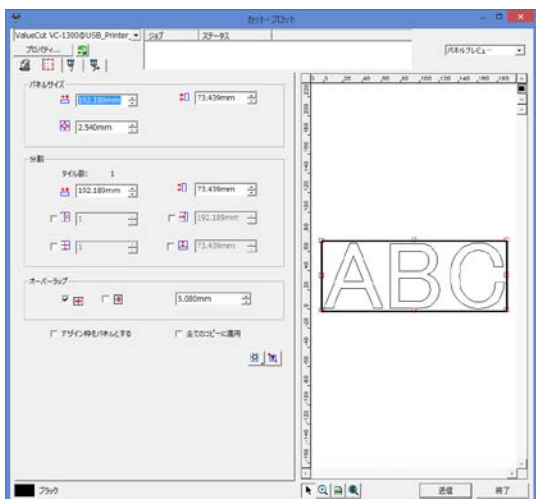 カット・プロット
ValueCut VC-1300@USB_Printer_
ジョブ
ステータス
プロパティ...
パネルプレビュー
パネルサイズ
192.189mm
73.439mm
2.540mm
分割
タイル数: 1
192.189mm
73.439mm
1
192.189mm
1
73.439mm
オーバーラップ
5.080mm
デザイン枠をパネルとする
全てのコピーに適用
ABC
ブラック
送信
終了